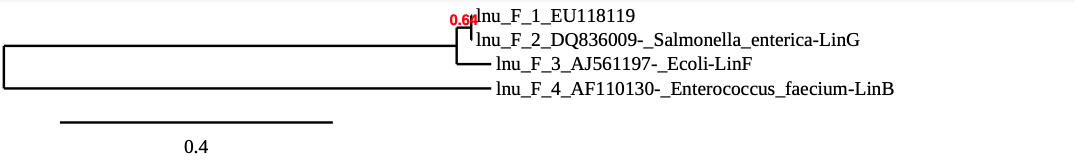 0.64
lnu_F_1_EU118119
lnu_F_2_DQ836009-_Salmonella_enterica-LinG
lnu_F_3_AJ561197-_Ecoli-LinF
lnu_F_4_AF110130-_Enterococcus_faecium-LinB
0.4